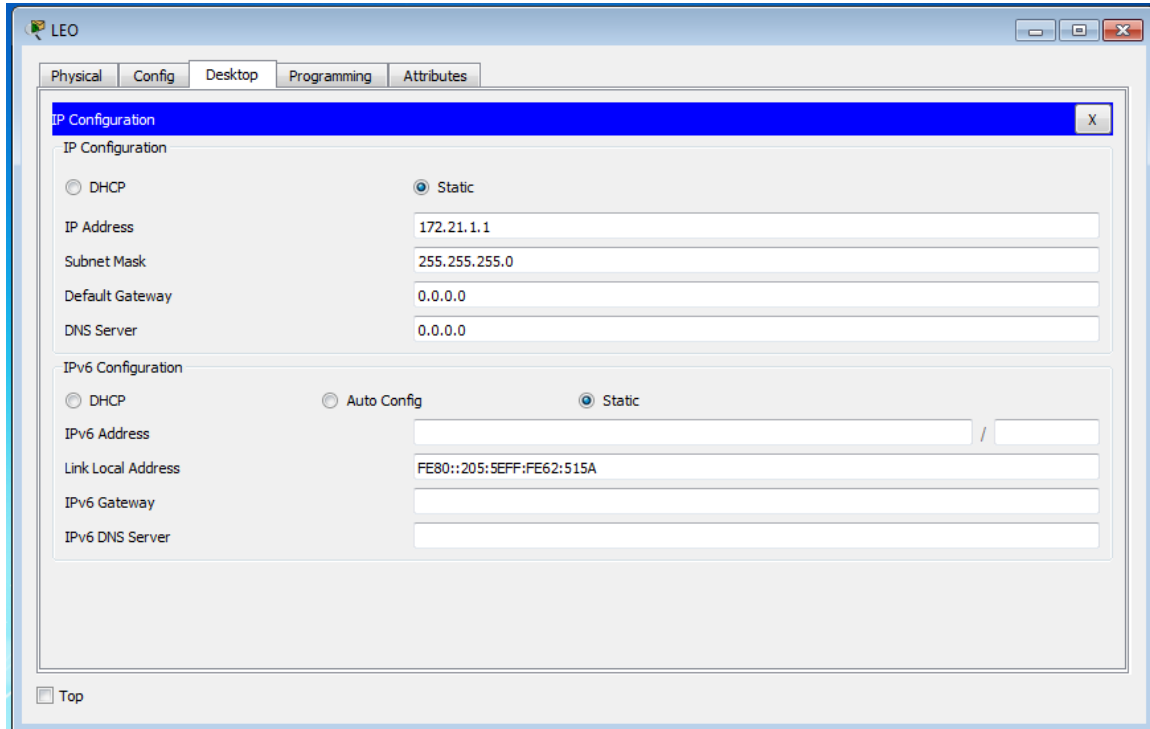 LEO
Physical Config Desktop Programming Attributes
IP Configuration X
IP Configuration
DHCP Static
IP Address 172.21.1.1
Subnet Mask 255.255.255.0
Default Gateway 0.0.0.0
DNS Server 0.0.0.0
IPv6 Configuration
DHCP Auto Config Static
IPv6 Address /
Link Local Address FE80::205:5EFF:FE62:515A
IPv6 Gateway
IPv6 DNS Server
Top